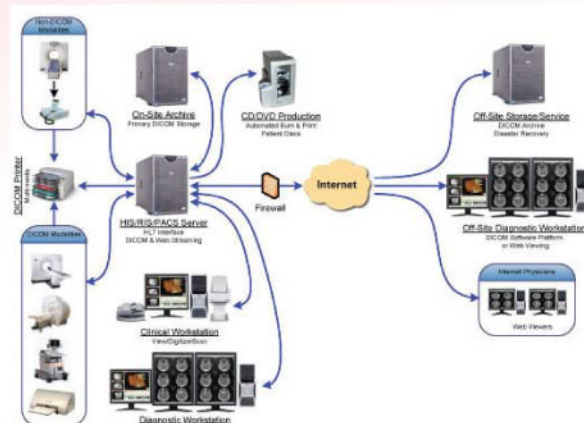 Non-DICOM
Modalities
On-Site Archive
Primary DICOM Storage
CD/DVD Production
Automated Burn & Print
Patient Discs
Off-Site Storage/Service
DICOM Archive
Disaster Recovery
DICOM Printer
Multi-media
HIS/RIS/PACS Server
HL7 Interface
DICOM & Web Streaming
Firewall
Internet
Off-Site Diagnostic Workstation
DICOM Software Platform
or Web Viewing
DICOM Modalities
Clinical Workstation
View/Digitize/Scan
Internet Physicians
Web Viewers
Diagnostic Workstation